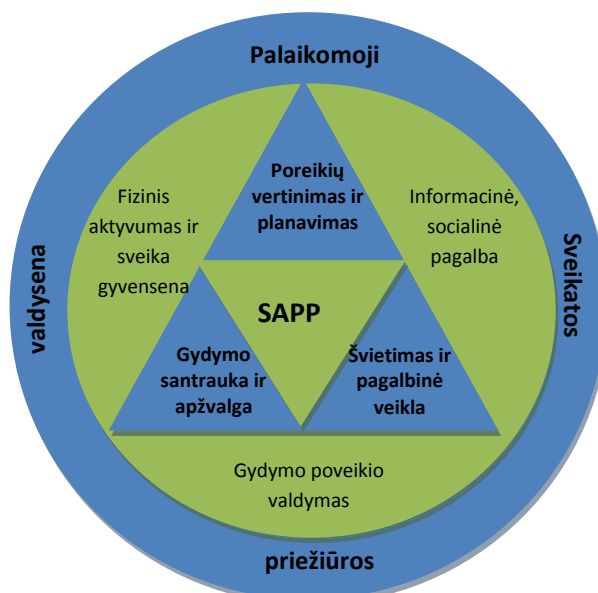 Palaikomoji
Poreikių
vertinimas ir
planavimas
Fizinis
aktyvumas ir
sveika
gyvensena
Informacinė,
socialinė
pagalba
valdysena
Sveikatos
SAPP
Gydymo
santrauka ir
apžvalga
Švietimas ir
pagalbinė
veikla
Gydymo poveikio
valdymas
priežiūros